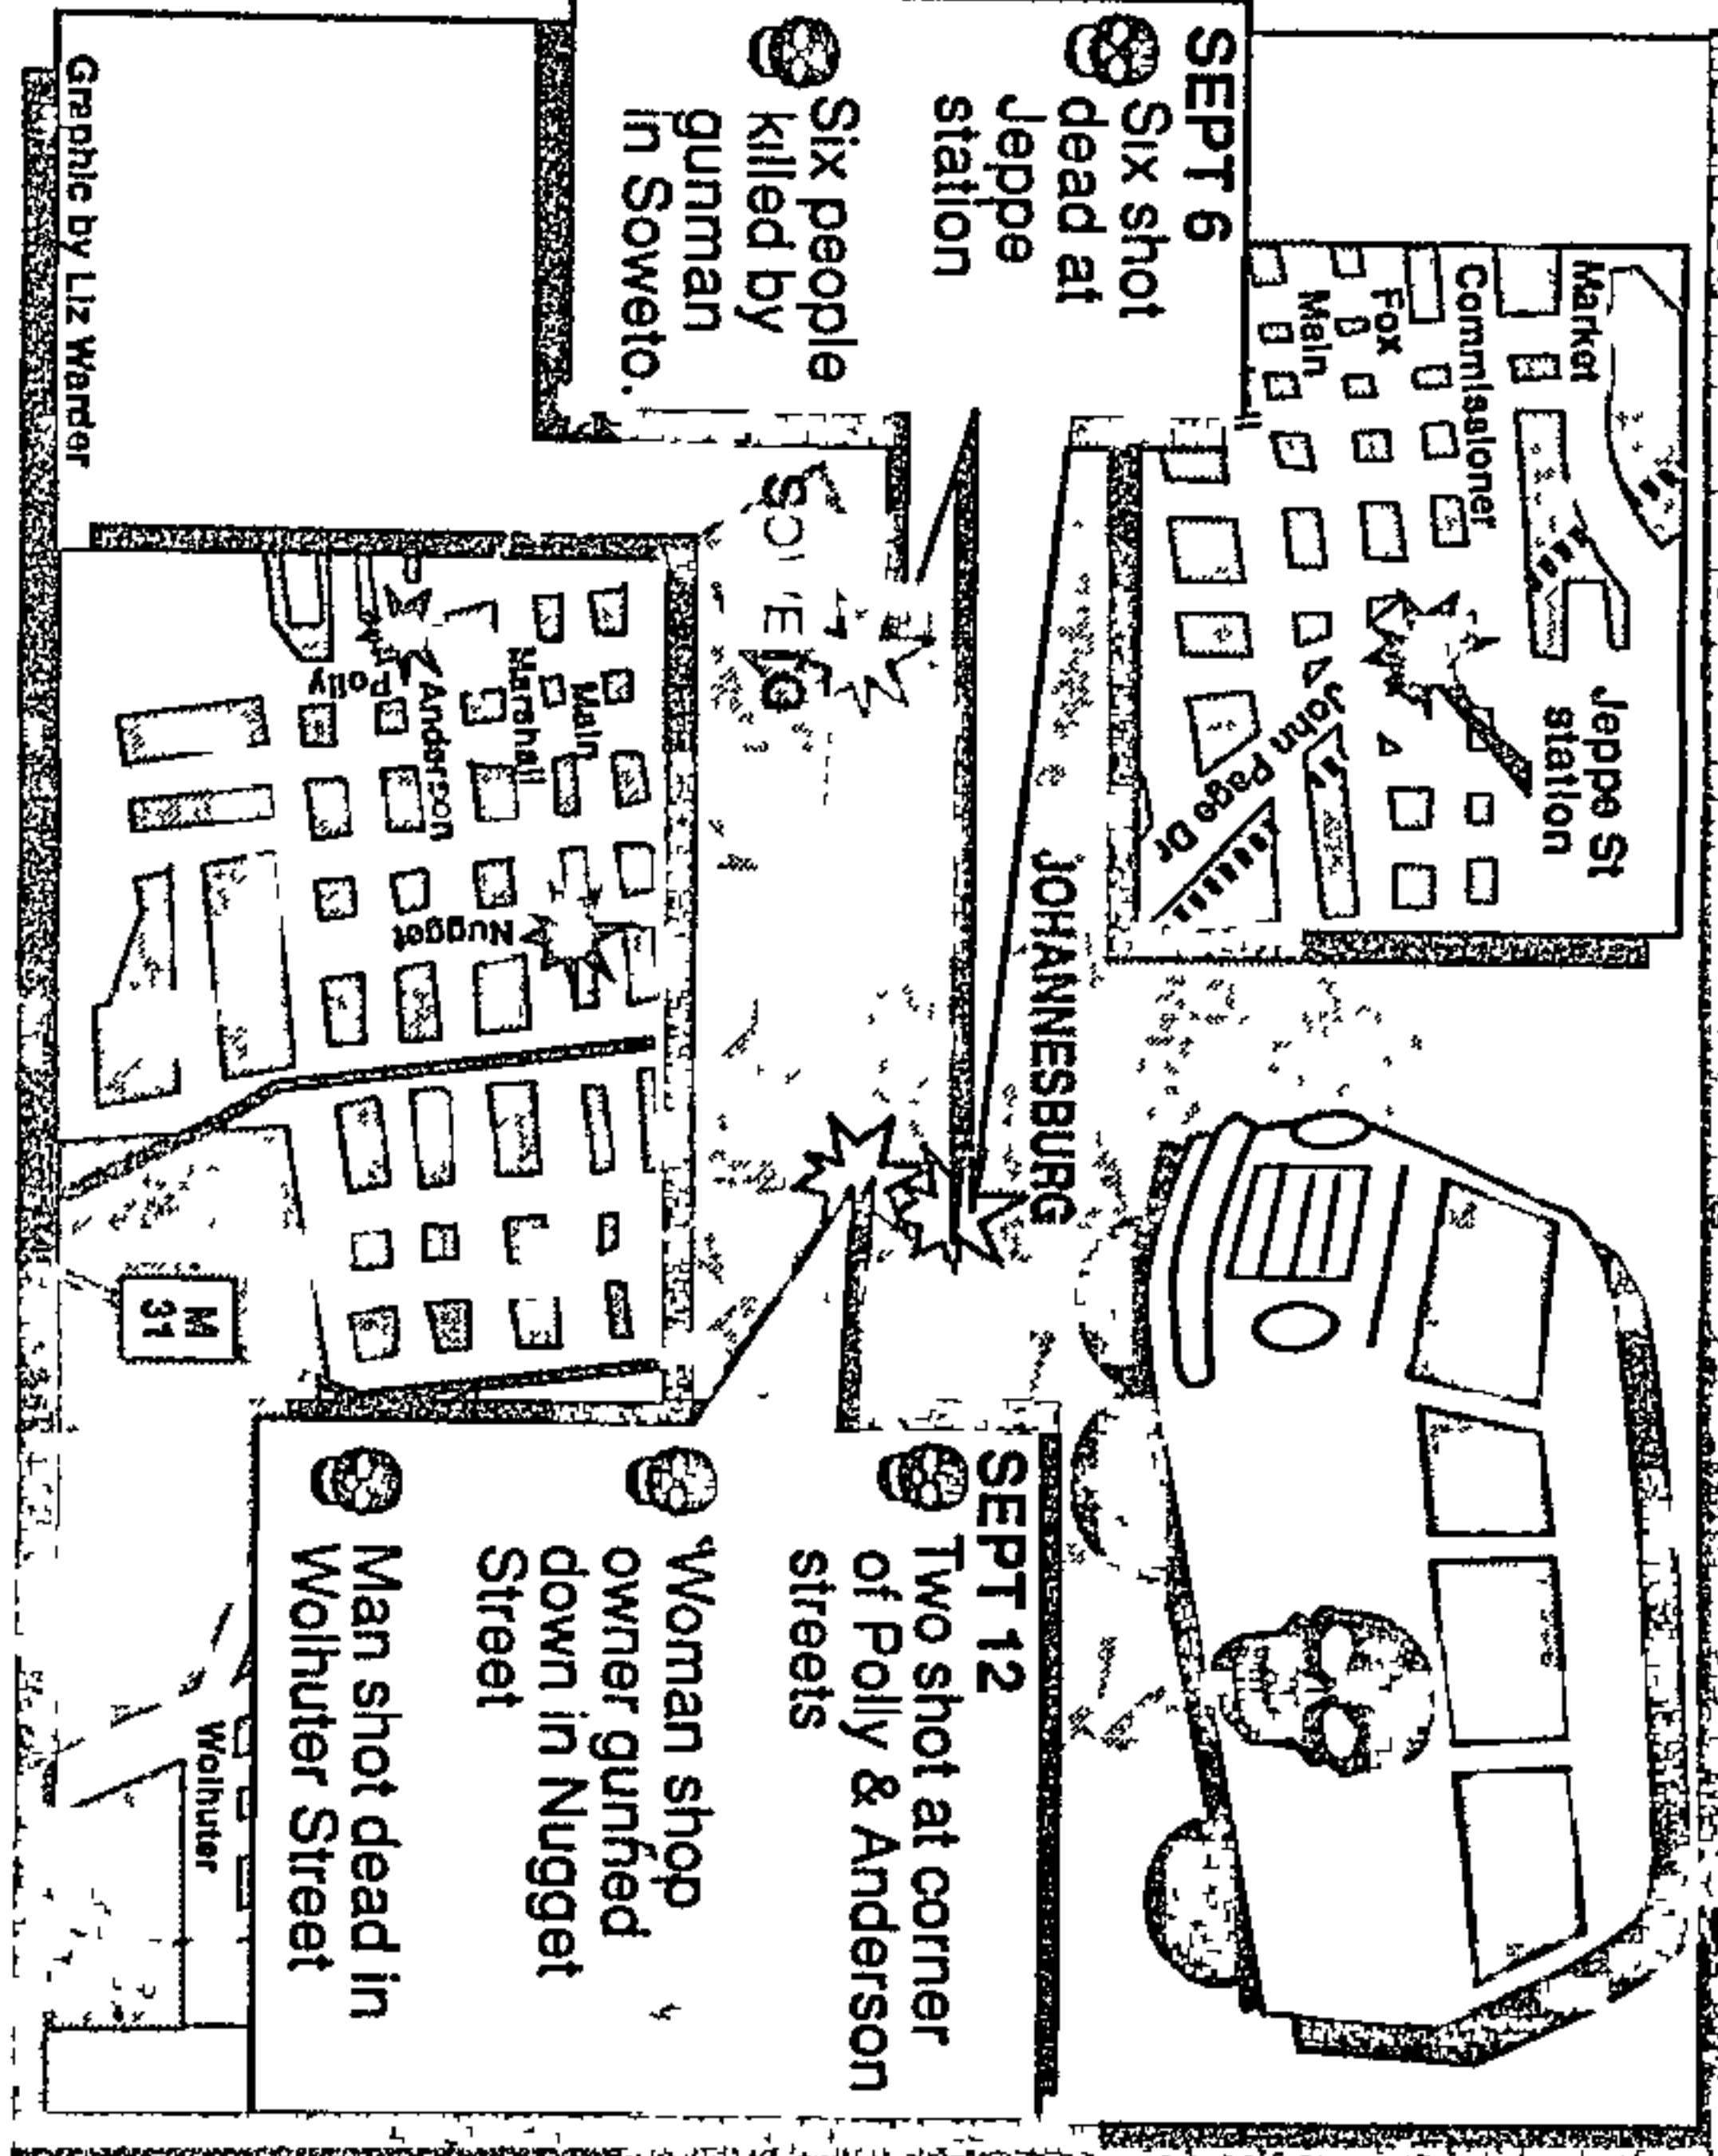 Jeppe St
station
Market
Commissioner
Fox
Main
John Page Dr
SEPT 6
Six shot
dead at
Jeppe
station
Six people
killed by
gunman
in Soweto.
JOHANNESBURG
SEPT 12
Two shot at corner
of Polly & Anderson
streets
Woman shop
owner gunned
down in Nugget
Street
Man shot dead in
Wolhuter Street
Main
Marshall
Anderson
Polly
Nugget
M
31
Wolhuter
Graphic by Liz Warder